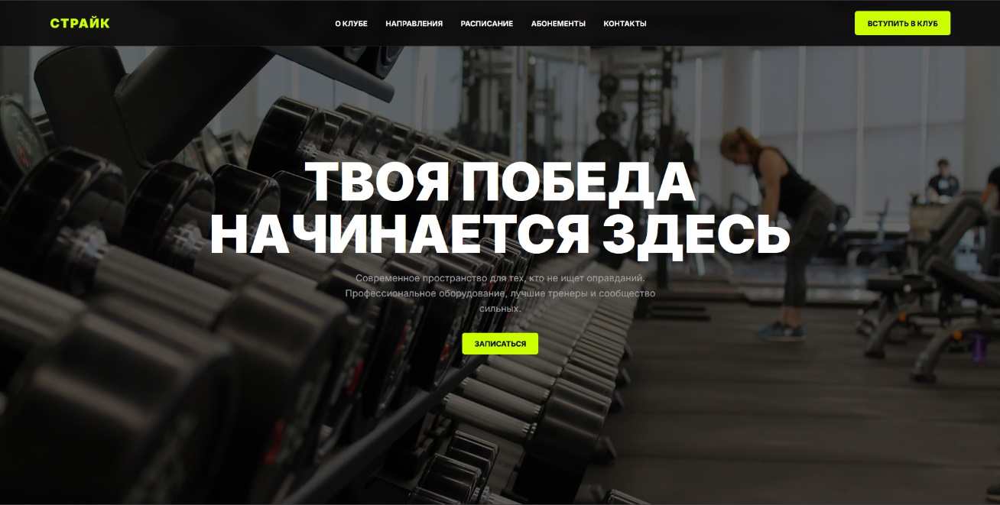 СТРАЙК
О КЛУБЕ
НАПРАВЛЕНИЯ
РАСПИСАНИЕ
АБОНЕМЕНТЫ
КОНТАКТЫ
ВСТУПИТЬ В КЛУБ
ТВОЯ ПОБЕДА
НАЧИНАЕТСЯ ЗДЕСЬ
Современное пространство для тех, кто не ищет оправданий.
Профессиональное оборудование, лучшие тренеры и сообщество
сильных.
ЗАПИСАТЬСЯ